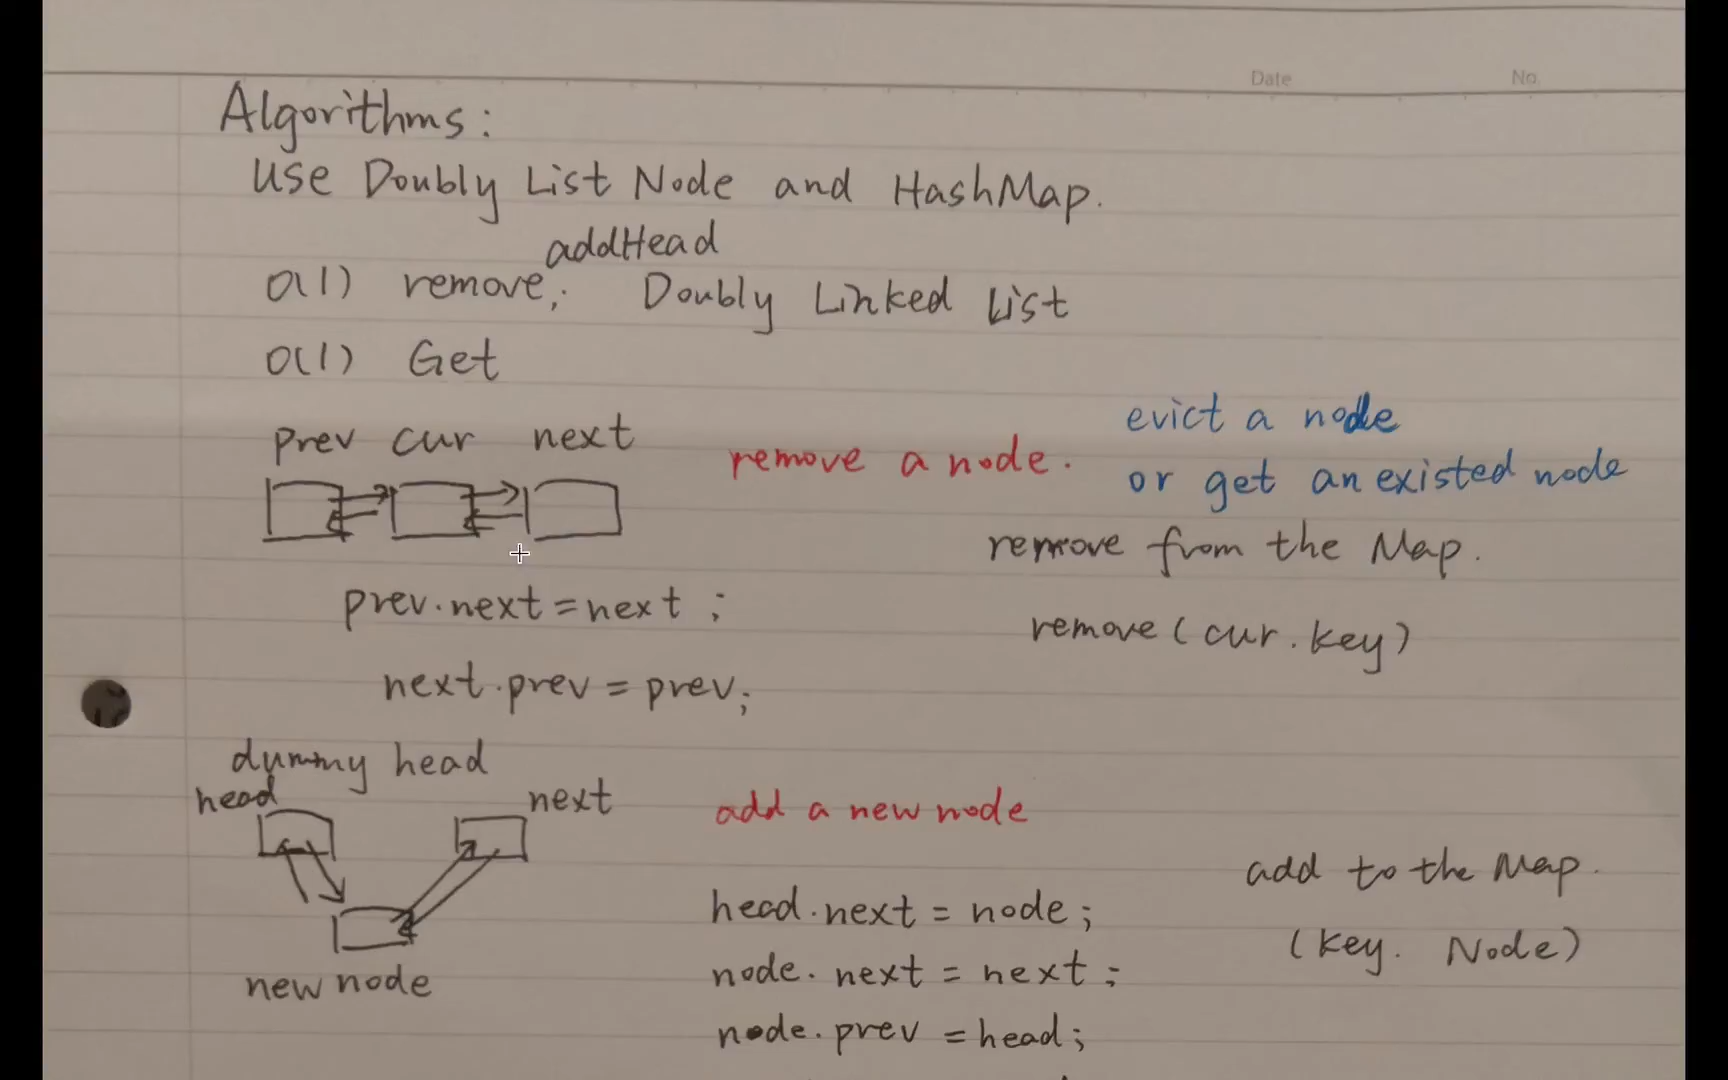 Date No.
Algorithms:
Use Doubly List Node and HashMap.
addHead
O(1) remove,. Doubly Linked List
O(1) Get
prev cur next
remove a node.
evict a node
or get an existed node
remove from the Map.
remove(cur.key)
prev.next=next;
next.prev=prev;
dummy head
head next
new node
add a new node
head.next=node;
node.next=next;
node.prev=head;
add to the Map.
(key. Node)